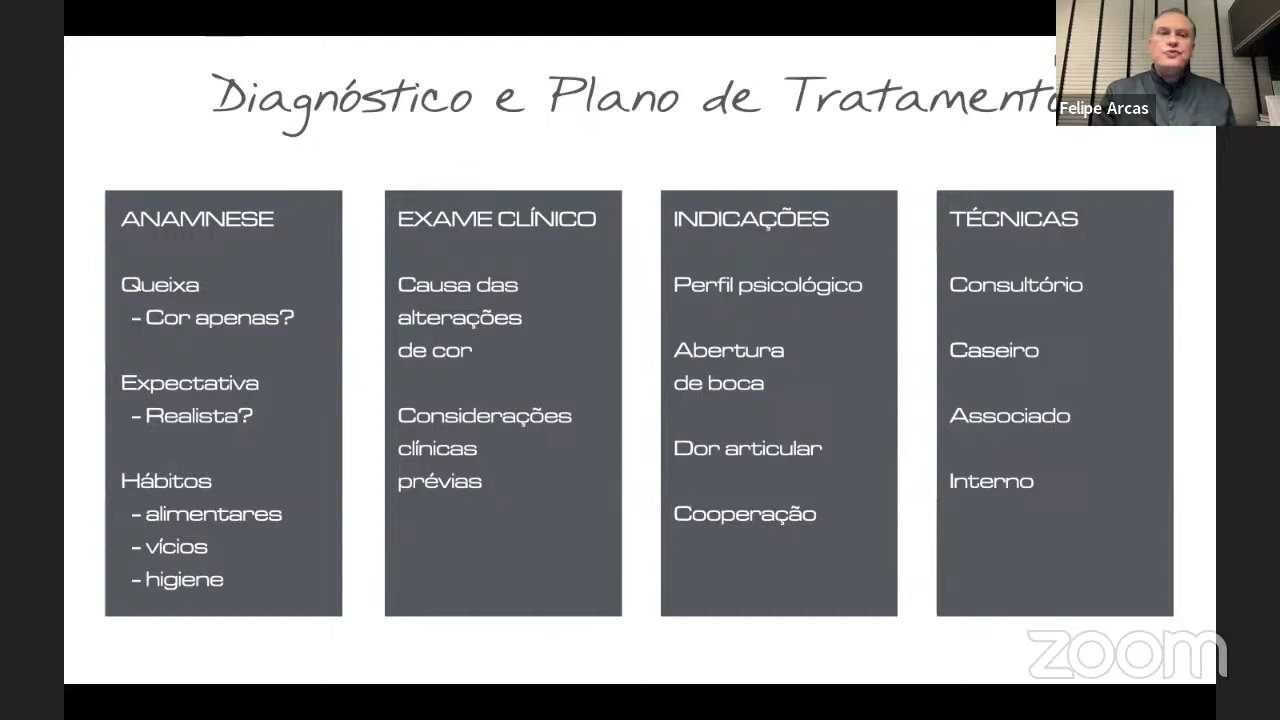 Diagnóstico e Plano de Tratamento
Felipe Arcas
ANAMNESE
Queixa
- Cor apenas?
Expectativa
- Realista?
Hábitos
- alimentares
- vícios
- higiene
EXAME CLÍNICO
Causa das
alterações
de cor
Considerações
clínicas
prévias
INDICAÇÕES
Perfil psicológico
Abertura
de boca
Dor articular
Cooperação
TÉCNICAS
Consultório
Caseiro
Associado
Interno
zoom